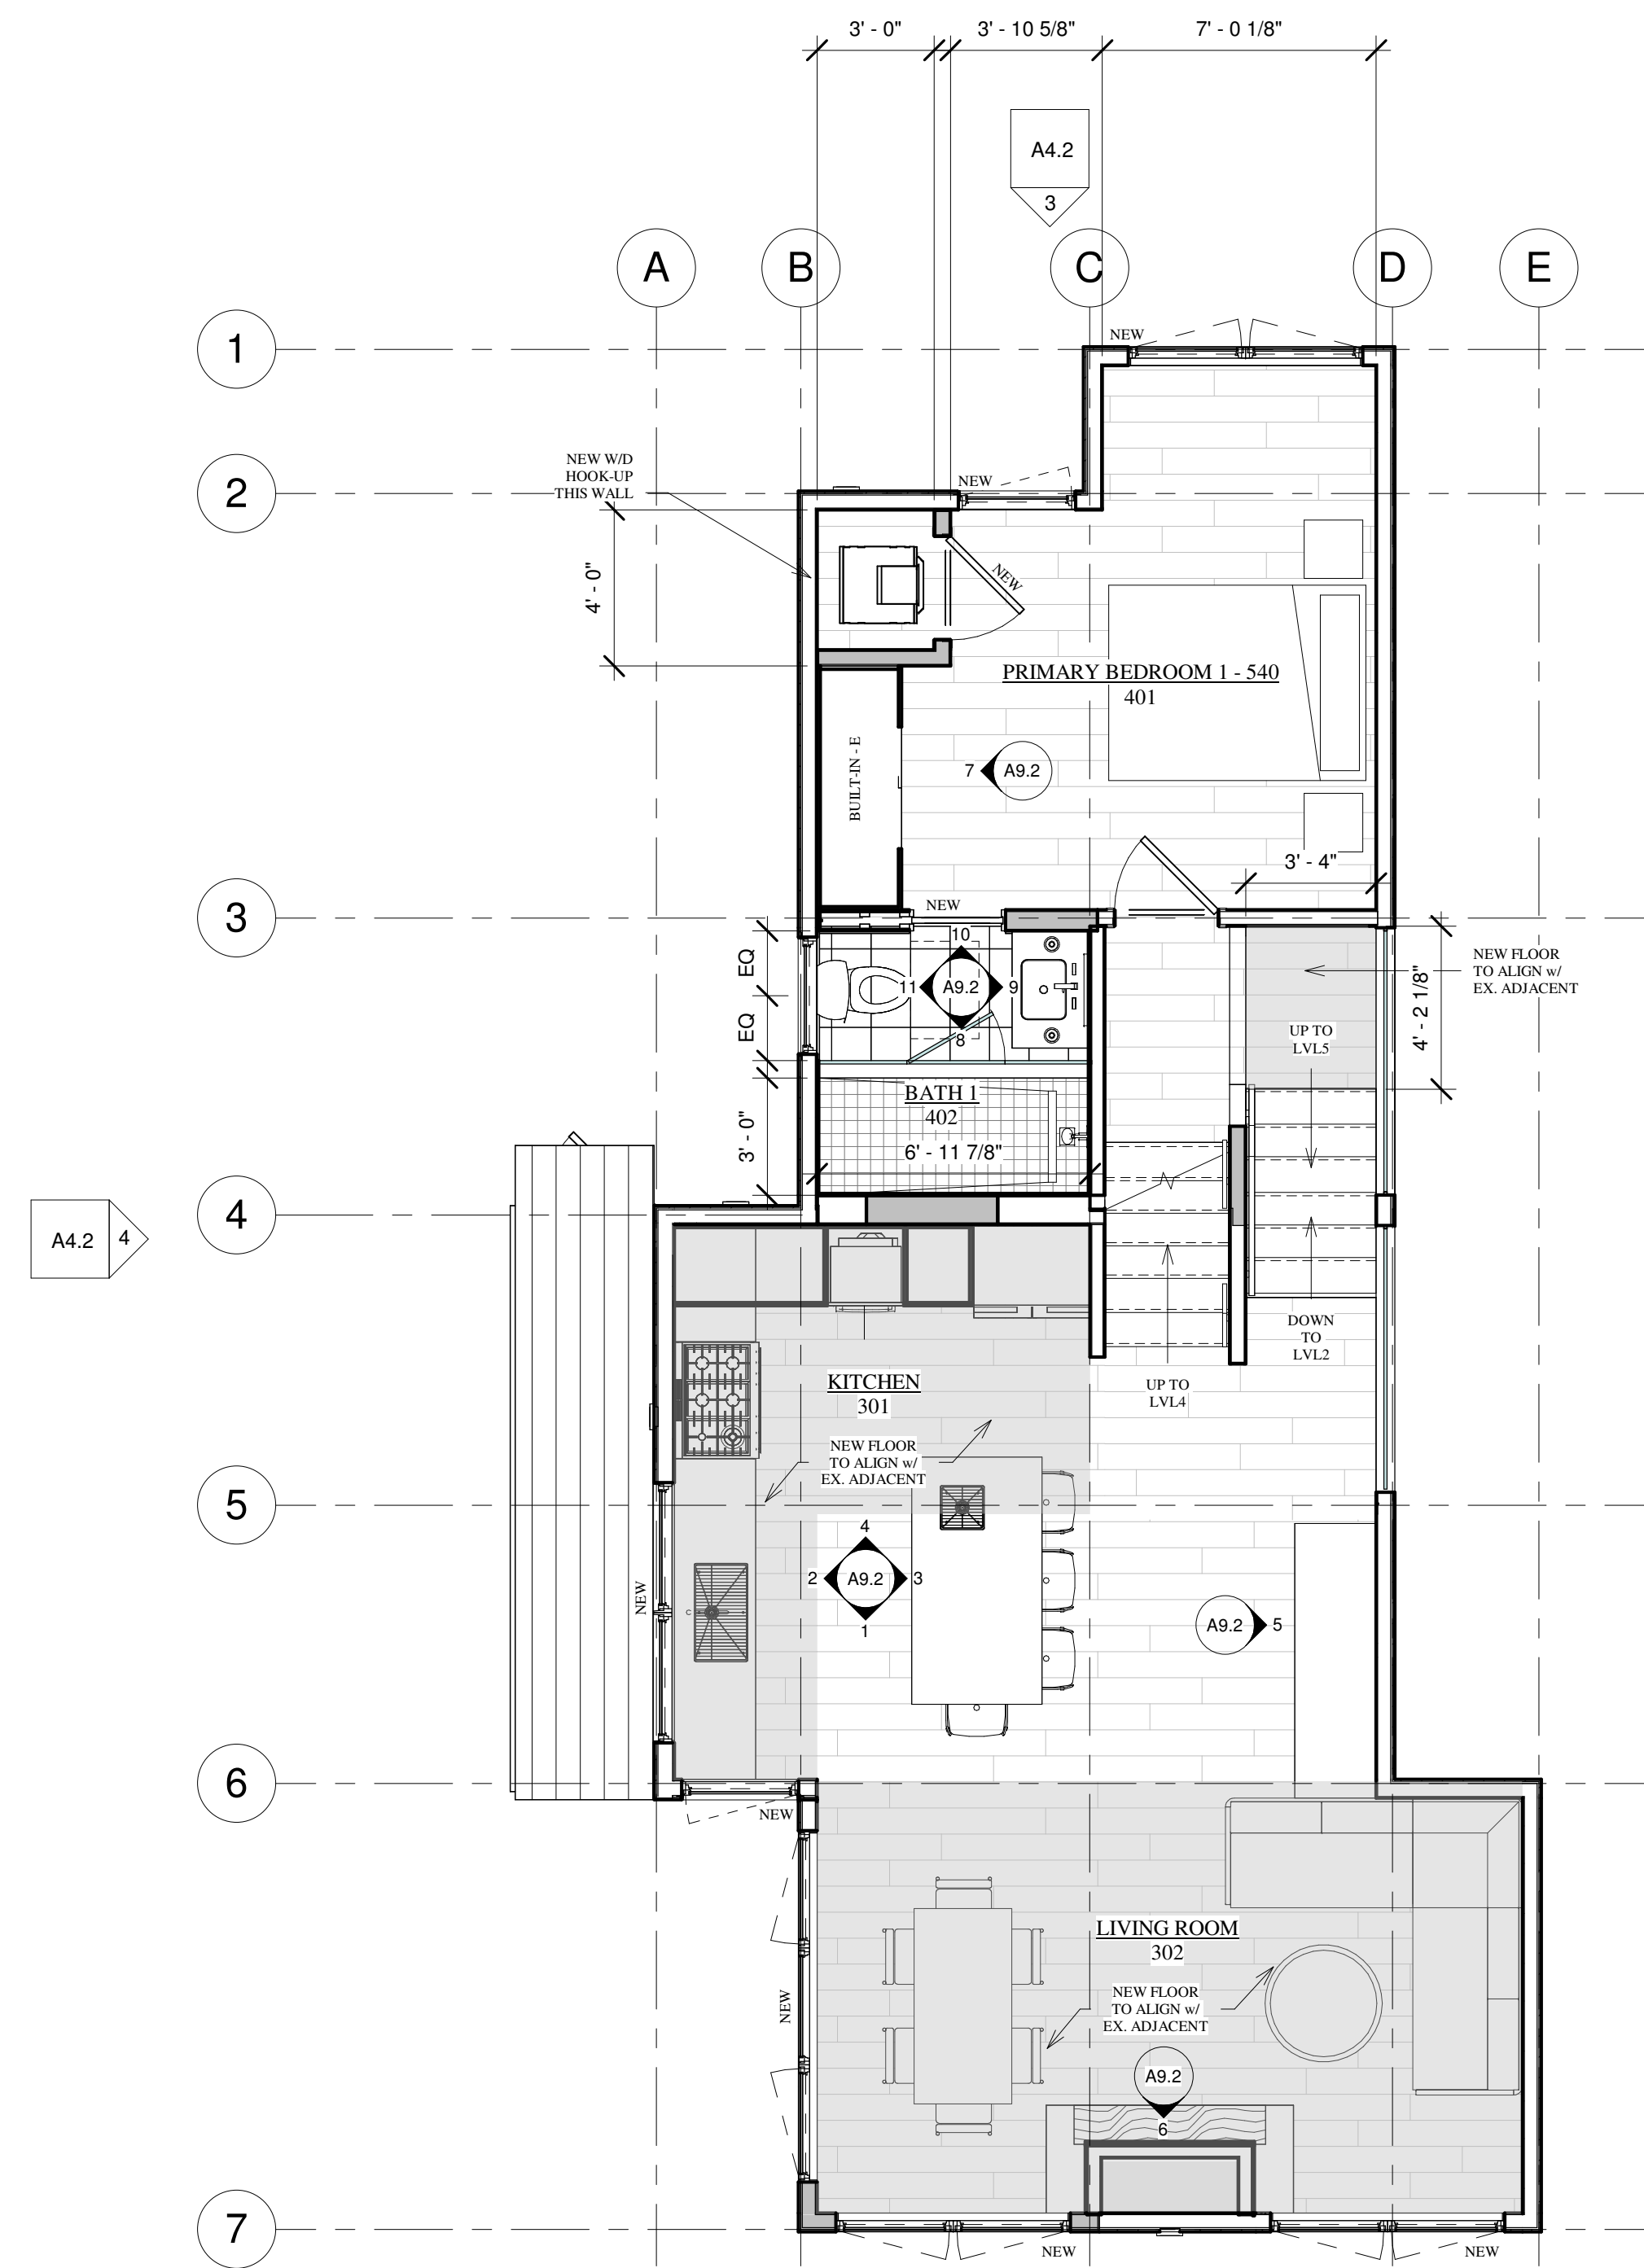 3' - 0"
3' - 10 5/8"
7' - 0 1/8"
A4.2
3
A
B
C
D
E
1
NEW
2
NEW W/D
HOOK-UP
THIS WALL
NEW
4' - 0"
NEW
PRIMARY BEDROOM 1 - 540
401
BUILT-IN - E
7
A9.2
3' - 4"
3
NEW
10
11
A9.2
9
8
EQ
EQ
NEW FLOOR
TO ALIGN w/
EX. ADJACENT
4' - 2 1/8"
UP TO
LVL5
BATH 1
402
3' - 0"
6' - 11 7/8"
4
A4.2
4
DOWN
TO
LVL2
UP TO
LVL4
KITCHEN
301
NEW FLOOR
TO ALIGN w/
EX. ADJACENT
5
4
2
A9.2
3
1
NEW
C
A9.2
5
6
NEW
LIVING ROOM
302
NEW FLOOR
TO ALIGN w/
EX. ADJACENT
NEW
A9.2
6
7
NEW
NEW